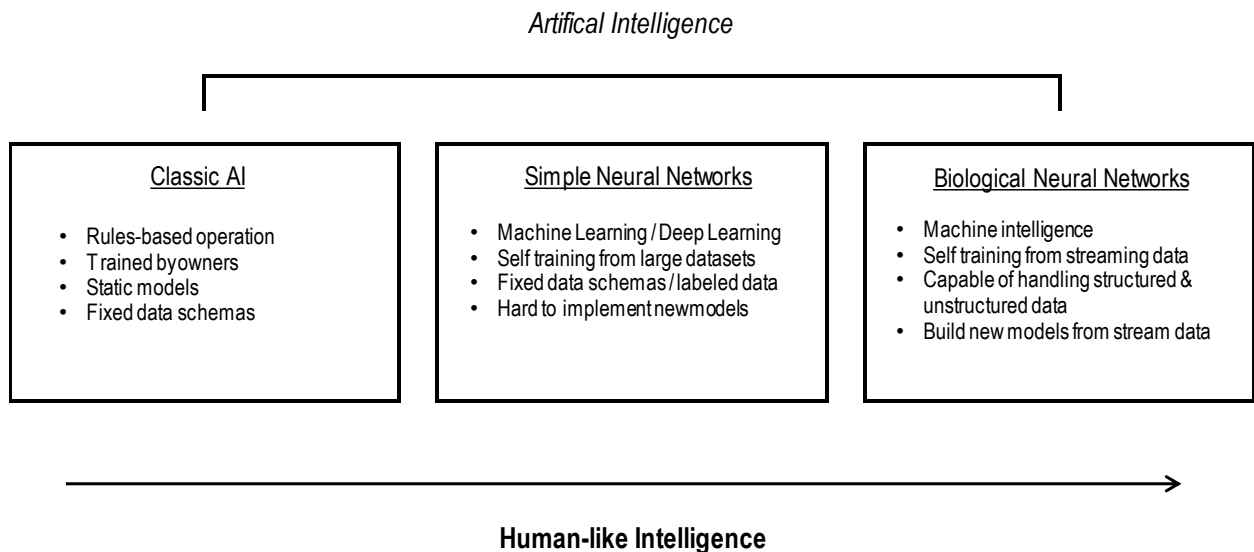 Artifical Intelligence
Classic AI
• Rules-based operation
• Trained byowners
• Static models
• Fixed data schemas
Simple Neural Networks
• Machine Learning / Deep Learning
• Self training from large datasets
• Fixed data schemas / labeled data
• Hard to implement newmodels
Biological Neural Networks
• Machine intelligence
• Self training from streaming data
• Capable of handling structured &
unstructured data
• Build new models from stream data
Human-like Intelligence